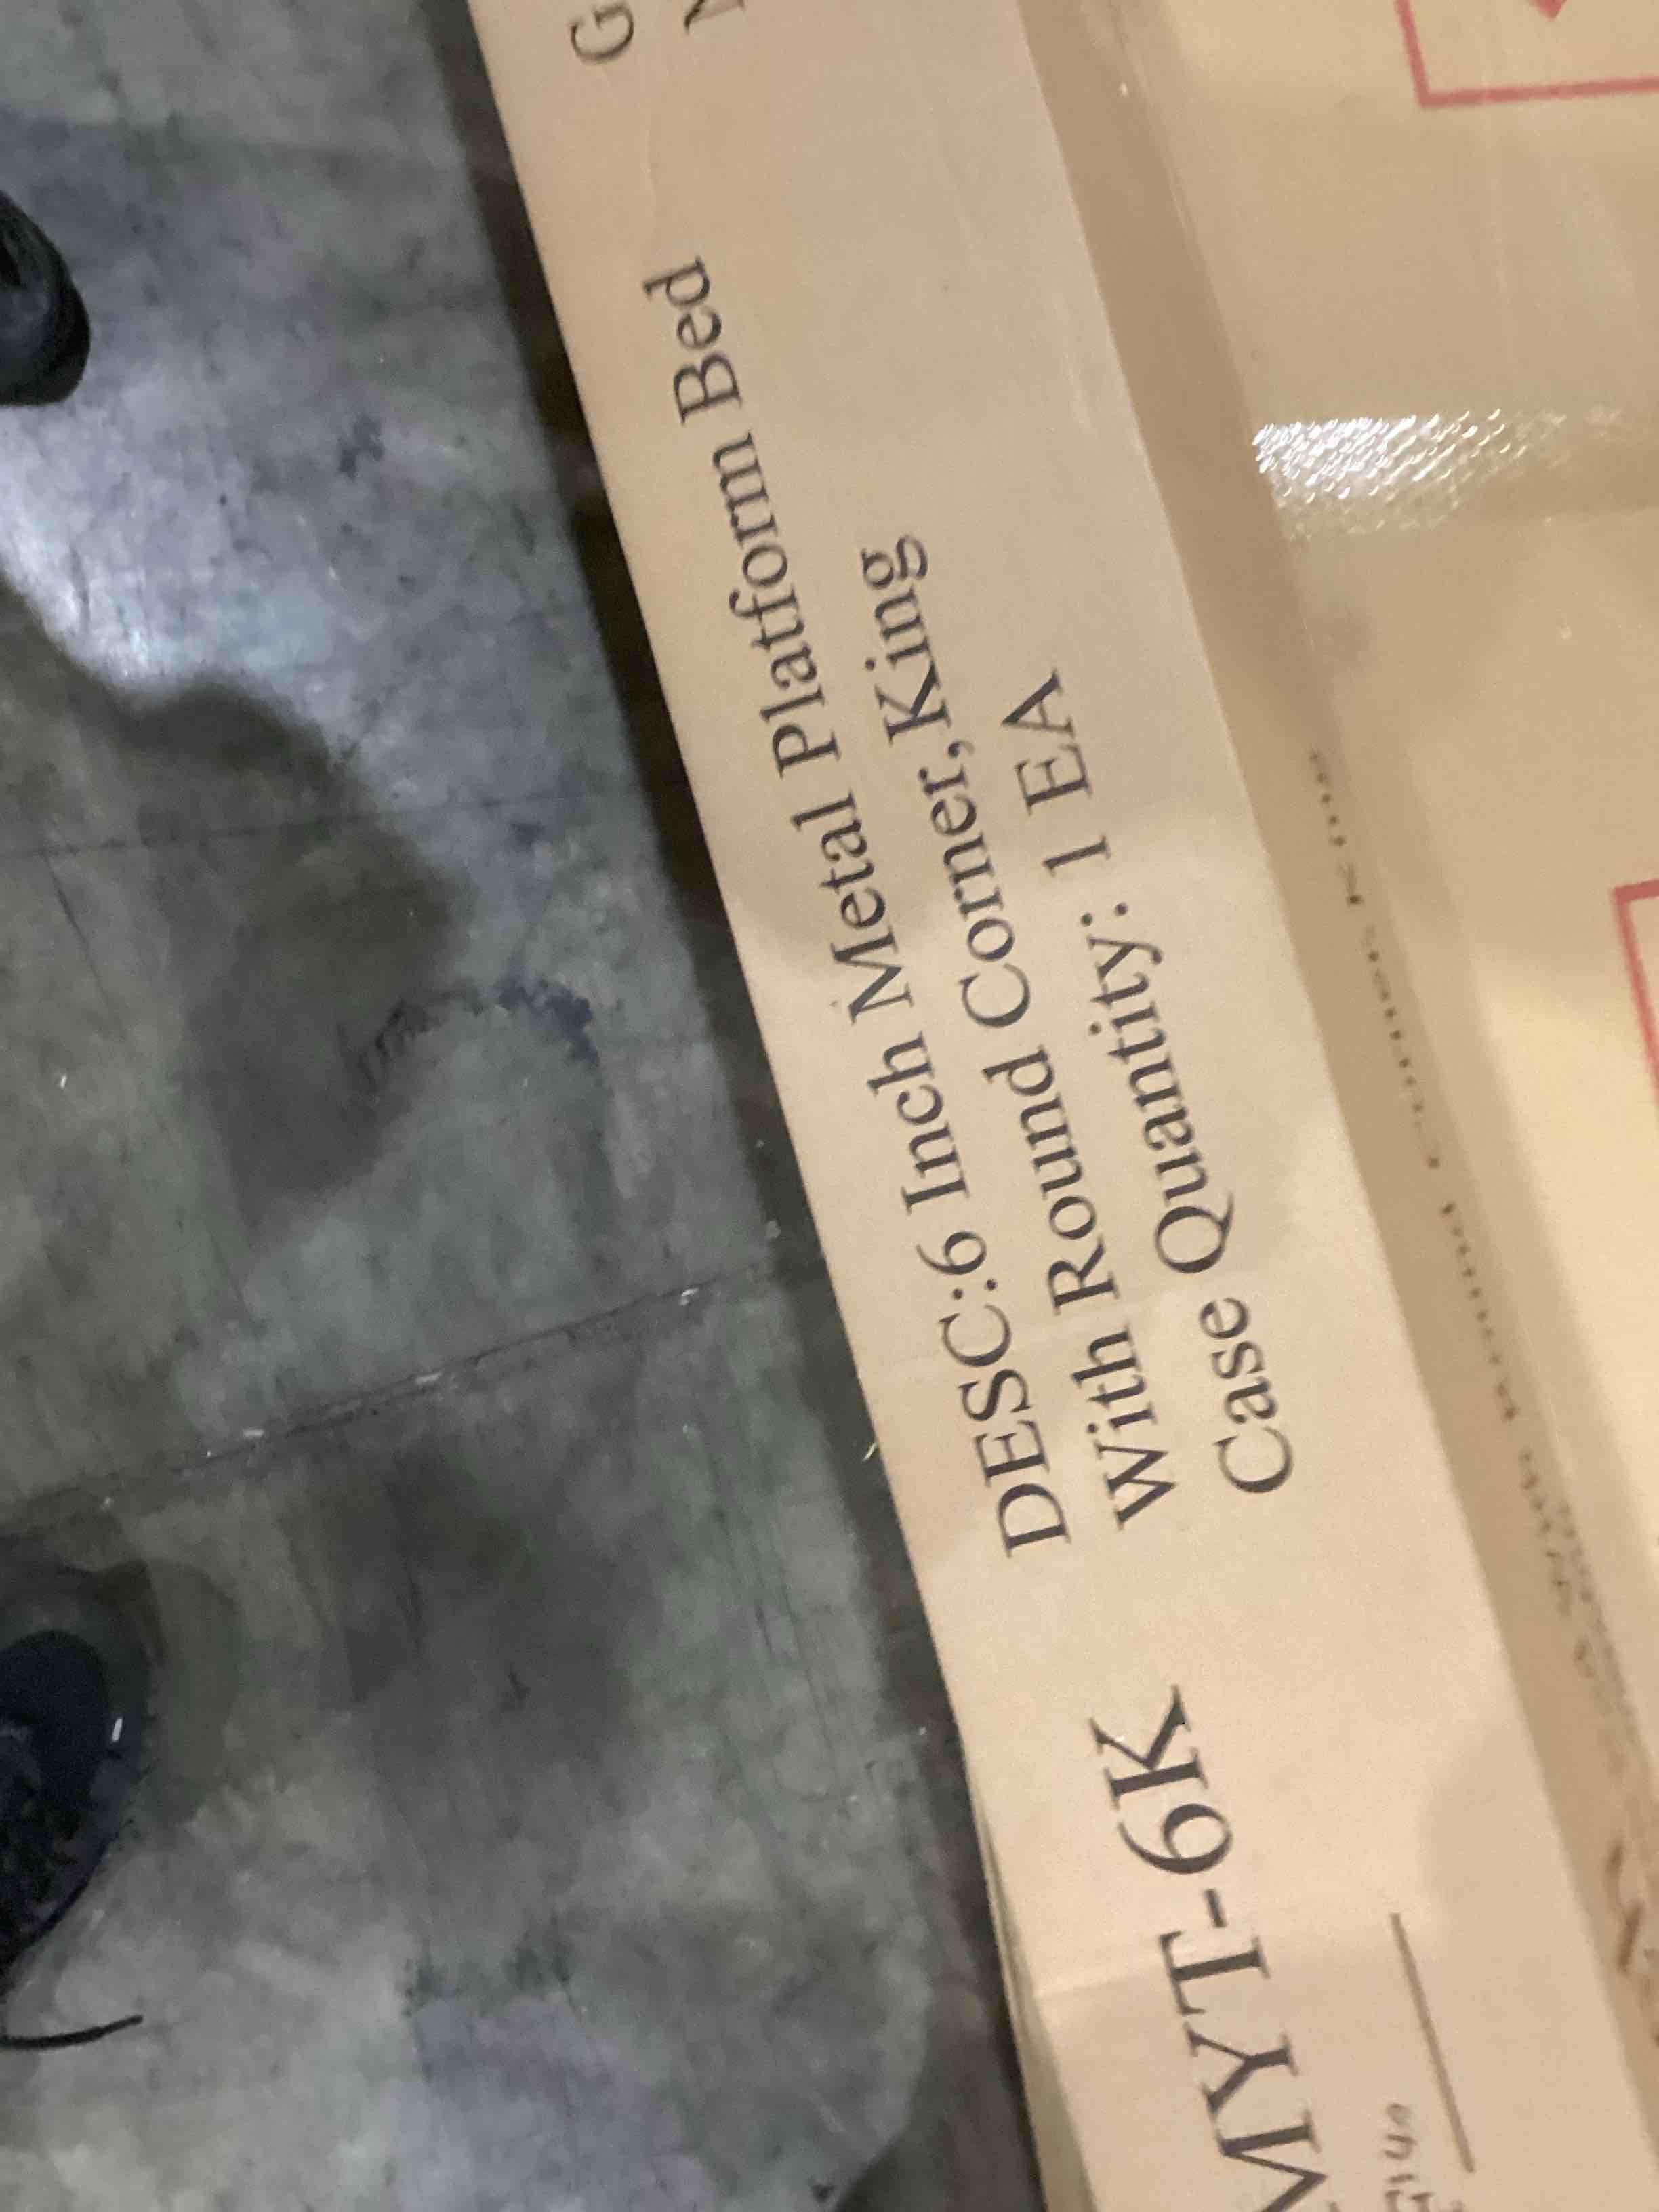 MYT-6K
DESC:6 Inch Metal Platform Bed
With Round Corner,King
Case Quantity: 1 EA
G